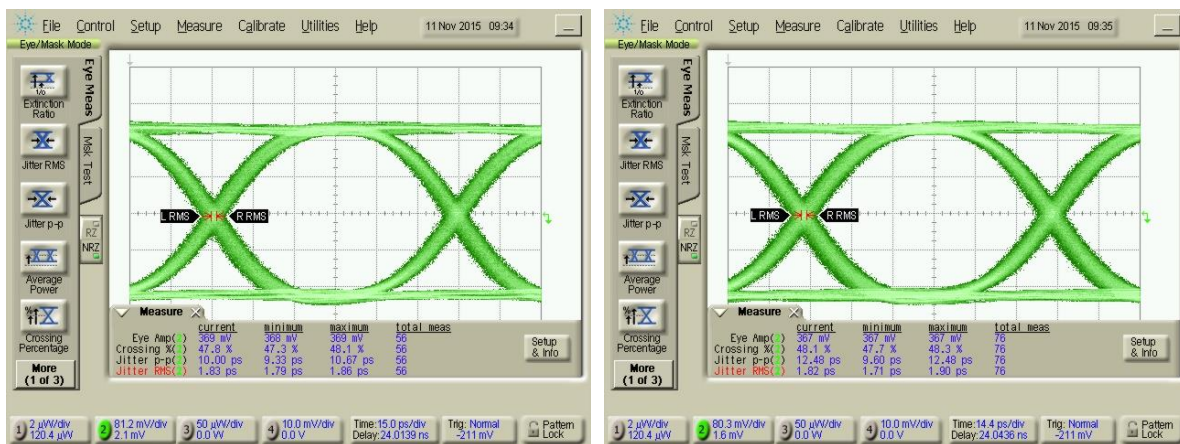 File Control Setup Measure Calibrate Utilities Help 11 Nov 2015 09:34
Eye/Mask Mode
Eye Meas
Msk Test
1/0
Extinction
Ratio
Jitter RMS
Jitter p-p
RZ
NRZ
Average
Power
Crossing
Percentage
More
(1 of 3)
L RMS R RMS
Measure
current minimum maximum total meas
Eye Amp(2) 369 mV 368 mV 369 mV 56
Crossing %(2) 47.8 % 47.3 % 48.1 % 56
Jitter p-p(2) 10.00 ps 9.33 ps 10.67 ps 56
Jitter RMS(2) 1.83 ps 1.79 ps 1.86 ps 56
Setup
& Info
1) 2 µW/div 2) 81.2 mV/div 3) 50 µW/div 4) 10.0 mV/div Time:15.0 ps/div Trig: Normal Pattern
120.4 µW 2.1 mV 0.0 W 0.0 V Delay:24.0139 ns -211 mV Lock
File Control Setup Measure Calibrate Utilities Help 11 Nov 2015 09:35
Eye/Mask Mode
Eye Meas
Msk Test
1/0
Extinction
Ratio
Jitter RMS
Jitter p-p
RZ
NRZ
Average
Power
Crossing
Percentage
More
(1 of 3)
L RMS R RMS
Measure
current minimum maximum total meas
Eye Amp(2) 367 mV 367 mV 367 mV 76
Crossing %(2) 48.1 % 47.7 % 48.3 % 76
Jitter p-p(2) 12.48 ps 9.60 ps 12.48 ps 76
Jitter RMS(2) 1.82 ps 1.71 ps 1.90 ps 76
Setup
& Info
1) 2 µW/div 2) 80.3 mV/div 3) 50 µW/div 4) 10.0 mV/div Time:14.4 ps/div Trig: Normal Pattern
120.4 µW 1.6 mV 0.0 W 0.0 V Delay:24.0436 ns -211 mV Lock